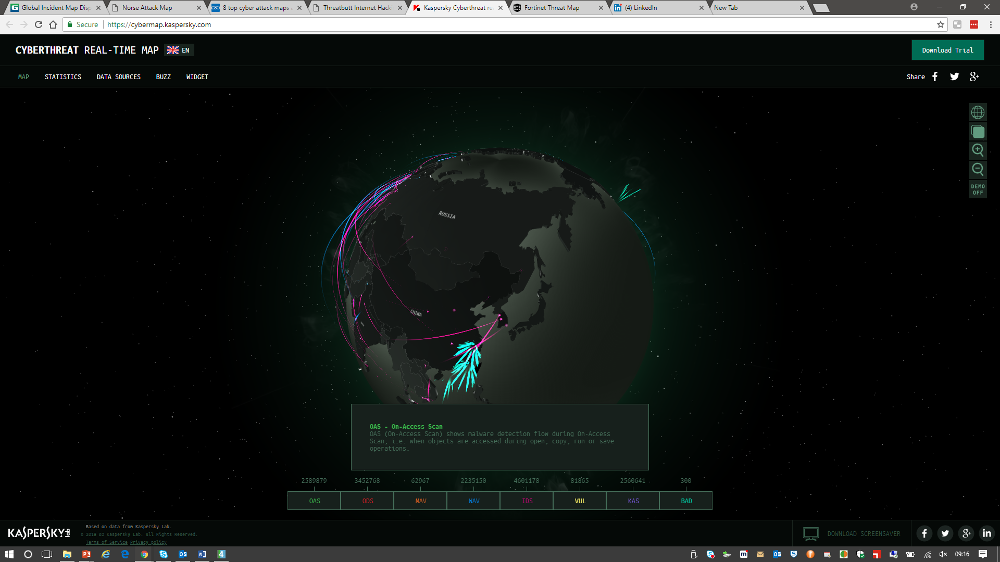 Global Incident Map Disp
Norse Attack Map
CSO 8 top cyber attack maps a
Threatbutt Internet Hacki
Kaspersky Cyberthreat re
Fortinet Threat Map
in (4) LinkedIn
New Tab
Secure https://cybermap.kaspersky.com
CYBERTHREAT REAL-TIME MAP EN
Download Trial
MAP STATISTICS DATA SOURCES BUZZ WIDGET
Share
DEMO
OFF
RUSSIA
CHINA
OAS - On-Access Scan
OAS (On-Access Scan) shows malware detection flow during On-Access
Scan, i.e. when objects are accessed during open, copy, run or save
operations.
2589879 3452768 62967 2235150 4601178 81865 2560641 300
OAS ODS MAV WAV IDS VUL KAS BAD
KASPERSKY lab
Based on data from Kaspersky Lab.
© 2018 AO Kaspersky Lab. All Rights Reserved.
Terms of Service Privacy policy
DOWNLOAD SCREENSAVER
09:16